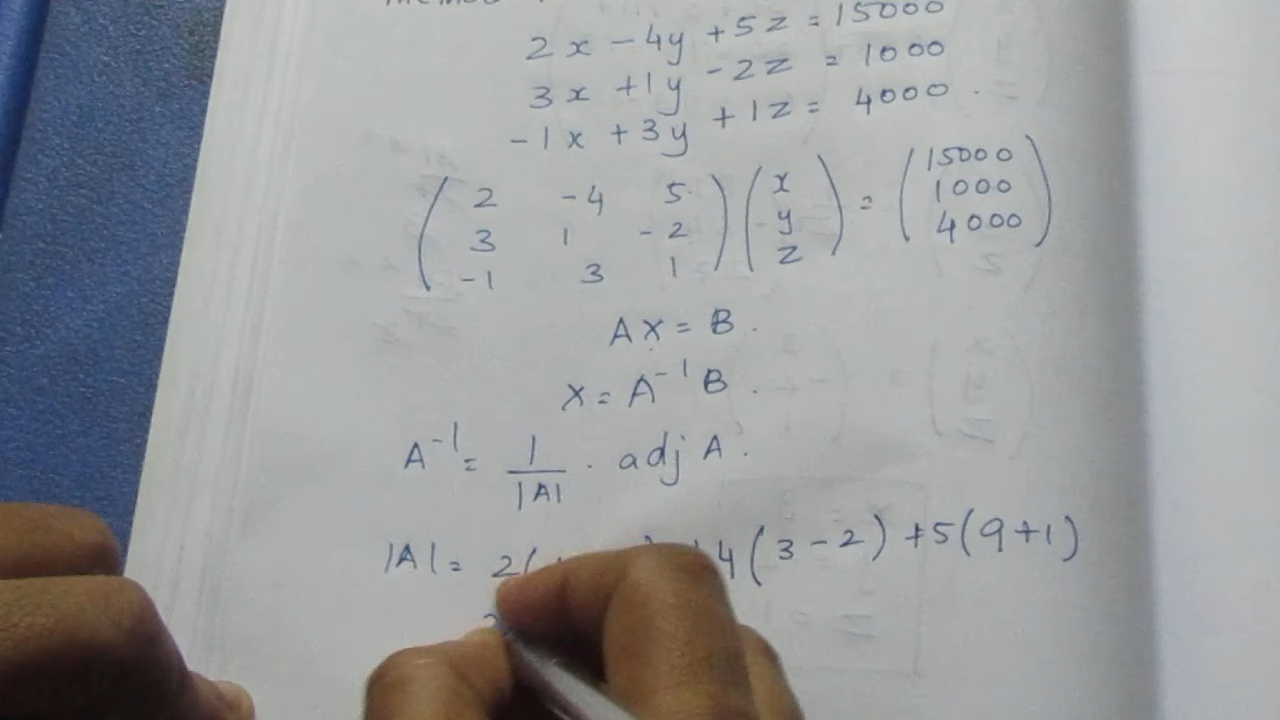 2x - 4y + 5z = 15000
3x + 1y - 2z = 1000
-1x + 3y + 1z = 4000.
( 2 -4 5 ) ( x ) = ( 15000 )
( 3 1 -2 ) ( y ) ( 1000 )
( -1 3 1 ) ( z ) ( 4000 )
AX = B.
X = A⁻¹B.
A⁻¹ = 1/|A| . adj A.
|A| = 2( ) + 4(3-2) + 5(9+1)